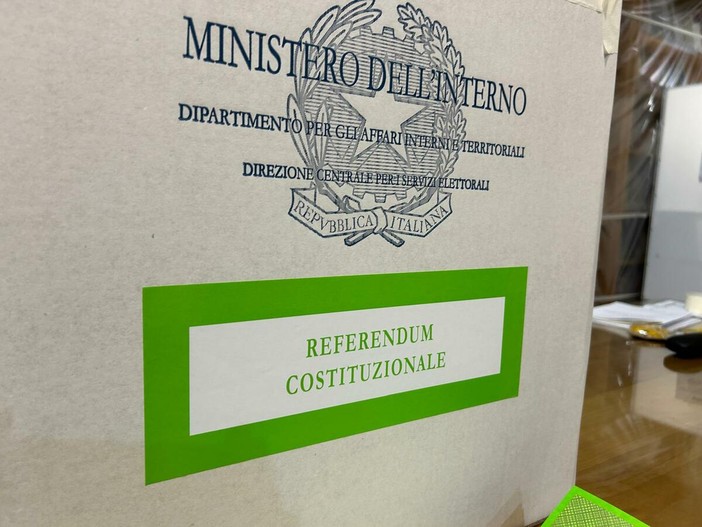 MINISTERO DELL'INTERNO
DIPARTIMENTO PER GLI AFFARI INTERNI E TERRITORIALI
DIREZIONE CENTRALE PER I SERVIZI ELETTORALI
REPVBBLICA ITALIANA
REFERENDUM
COSTITUZIONALE